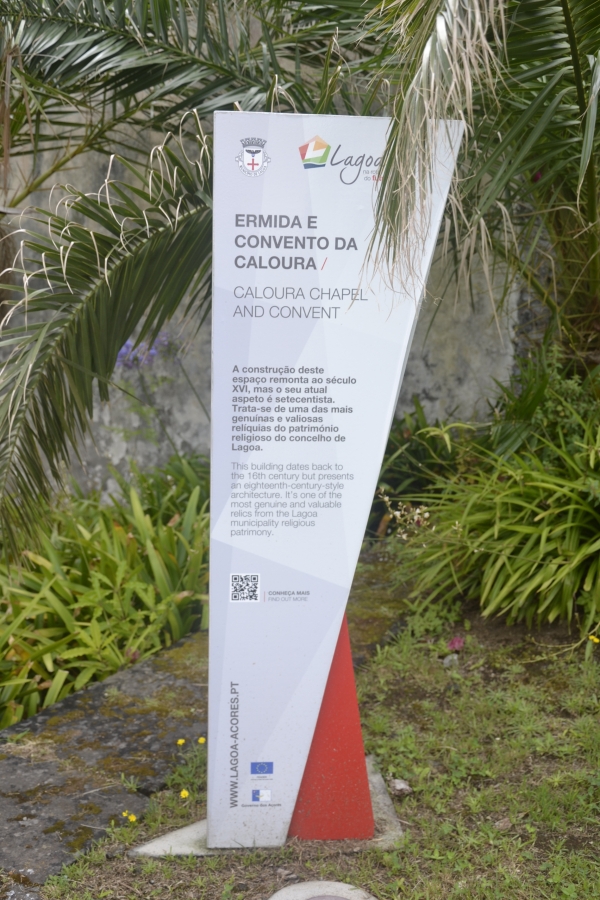 Lagoa
ERMIDA E
CONVENTO DA
CALOURA /
CALOURA CHAPEL
AND CONVENT
A construção deste
espaço remonta ao século
XVI, mas o seu atual
aspeto é setecentista.
Trata-se de uma das mais
genuínas e valiosas
relíquias do património
religioso do concelho de
Lagoa.
This building dates back to
the 16th century but presents
an eighteenth-century-style
architecture. It's one of the
most genuine and valuable
relics from the Lagoa
municipality religious
patrimony.
CONHEÇA MAIS
FIND OUT MORE
WWW.LAGOA-ACORES.PT
Governo dos Açores